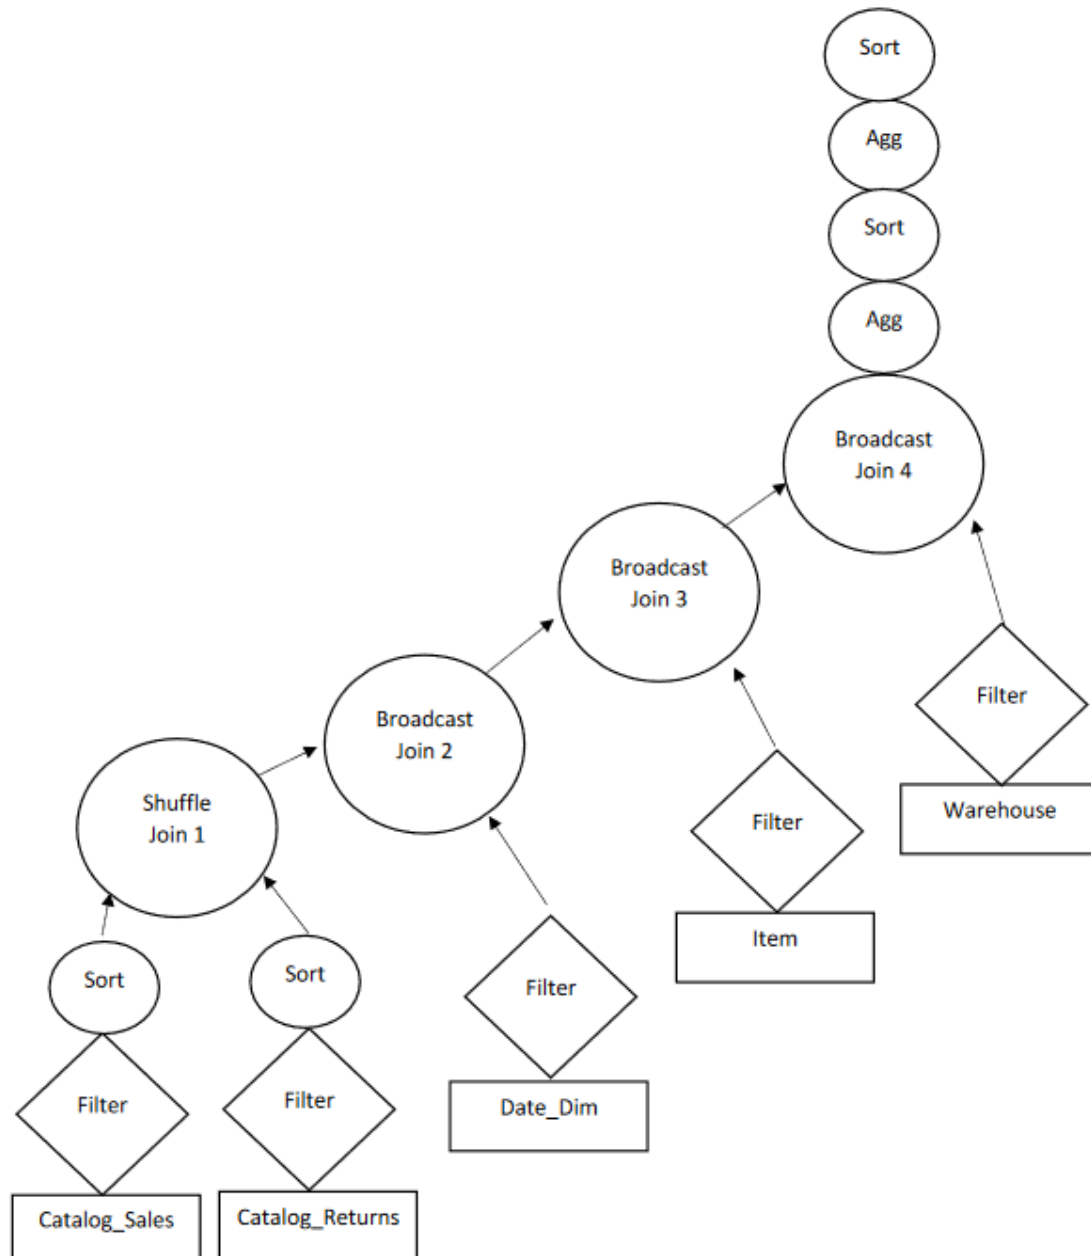 Sort
Agg
Sort
Agg
Broadcast
Join 4
Broadcast
Join 3
Filter
Broadcast
Join 2
Shuffle
Join 1
Filter
Warehouse
Item
Sort
Sort
Filter
Filter
Filter
Date_Dim
Catalog_Sales
Catalog_Returns